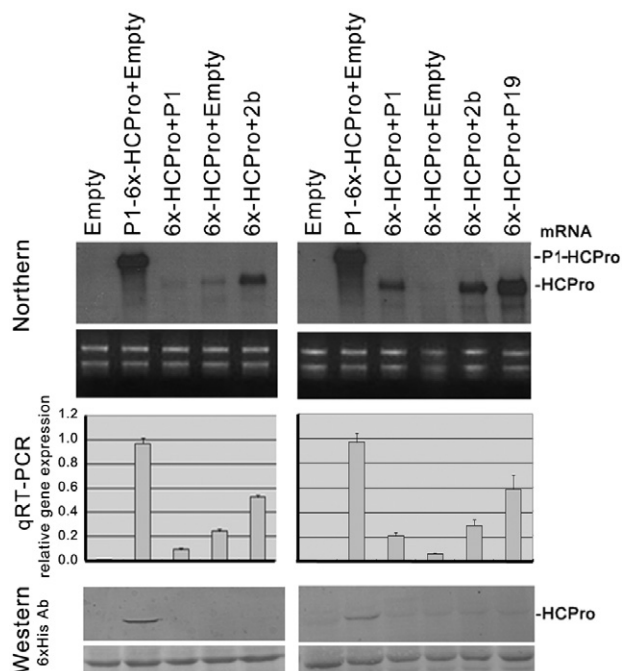 Empty
P1-6x-HCPro+Empty
6x-HCPro+P1
6x-HCPro+Empty
6x-HCPro+2b
Empty
P1-6x-HCPro+Empty
6x-HCPro+P1
6x-HCPro+Empty
6x-HCPro+2b
6x-HCPro+P19
mRNA
-P1-HCPro
-HCPro
Northern
qRT-PCR
relative gene expression
1.2
1.0
0.8
0.6
0.4
0.2
0.0
Western
6xHis Ab
-HCPro